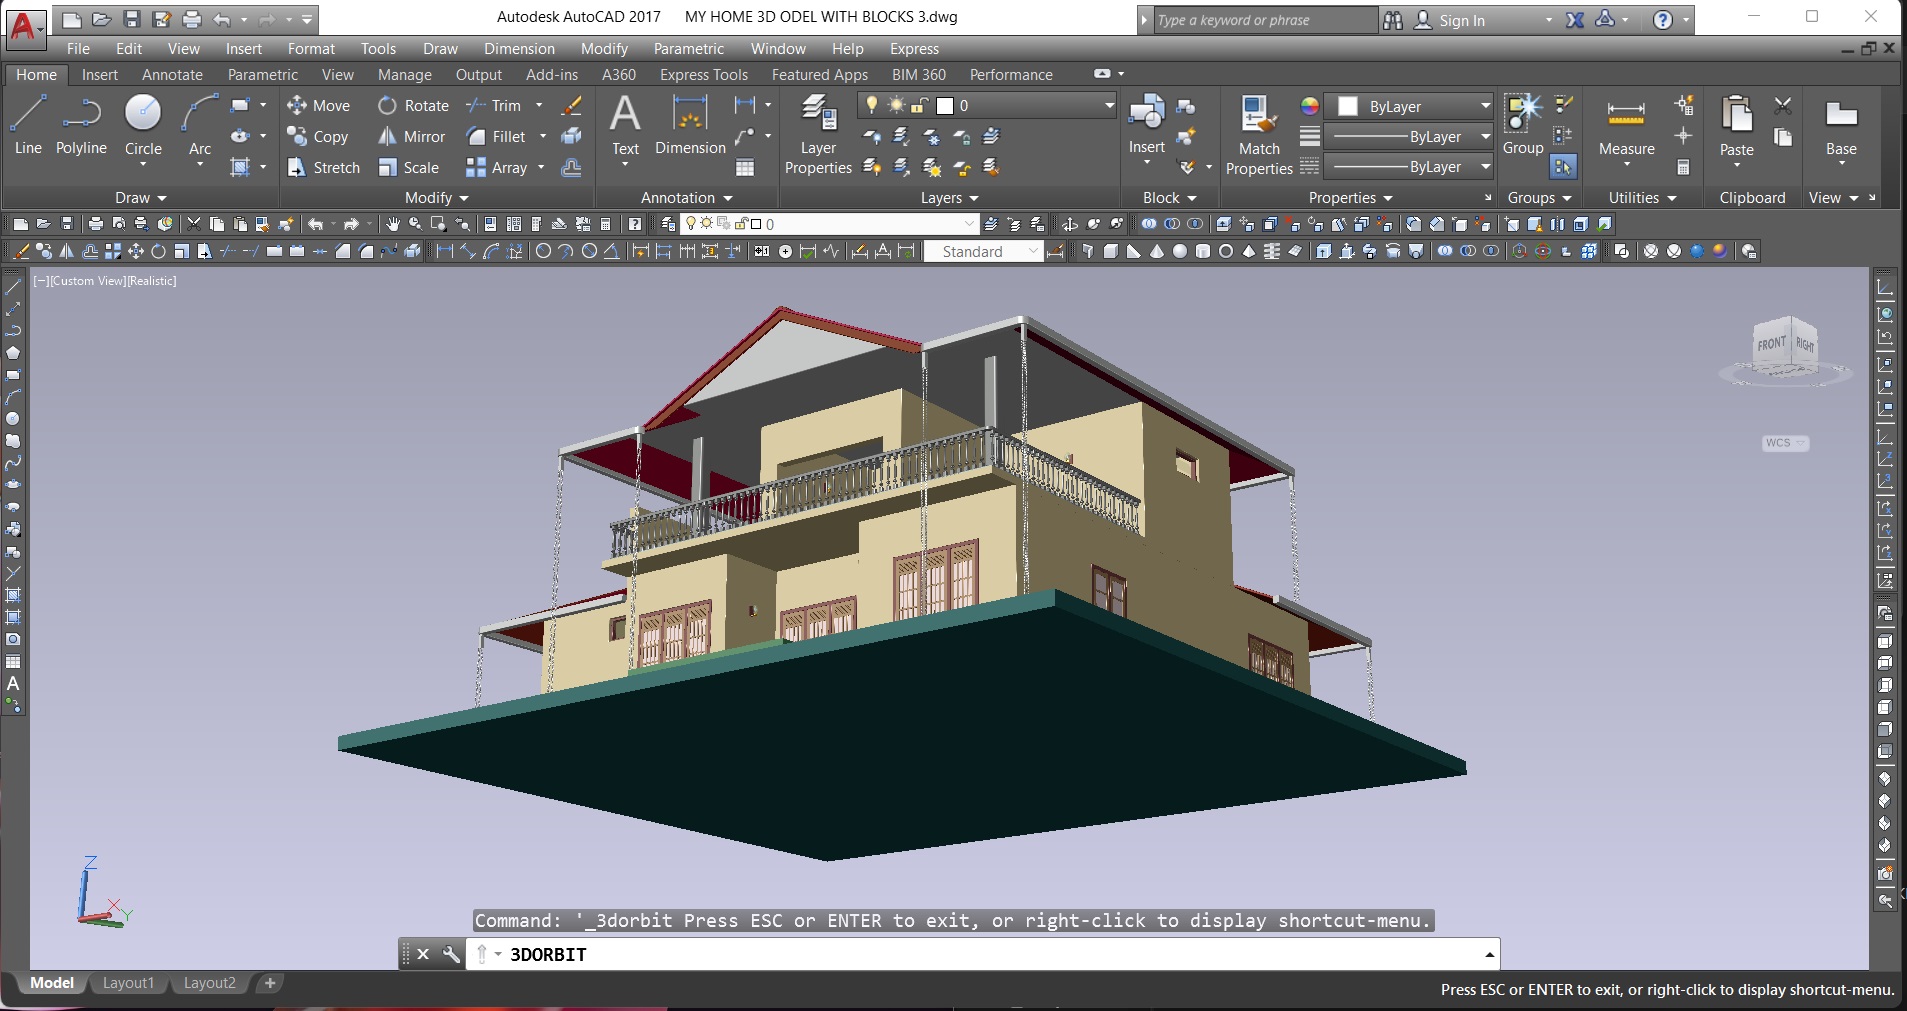 Autodesk AutoCAD 2017 MY HOME 3D ODEL WITH BLOCKS 3.dwg
Type a keyword or phrase
Sign In
File Edit View Insert Format Tools Draw Dimension Modify Parametric Window Help Express
Home Insert Annotate Parametric View Manage Output Add-ins A360 Express Tools Featured Apps BIM 360 Performance
Line Polyline Circle Arc
Move Rotate Trim
Copy Mirror Fillet
Stretch Scale Array
Text Dimension
Layer Properties
0
Insert
Match Properties
ByLayer
ByLayer
ByLayer
Group
Measure
Paste
Base
Draw Modify Annotation Layers Block Properties Groups Utilities Clipboard View
0
Standard
[−][Custom View][Realistic]
FRONT RIGHT
WCS
Z
X
Y
Command: '_3dorbit Press ESC or ENTER to exit, or right-click to display shortcut-menu.
3DORBIT
Model Layout1 Layout2 +
Press ESC or ENTER to exit, or right-click to display shortcut-menu.